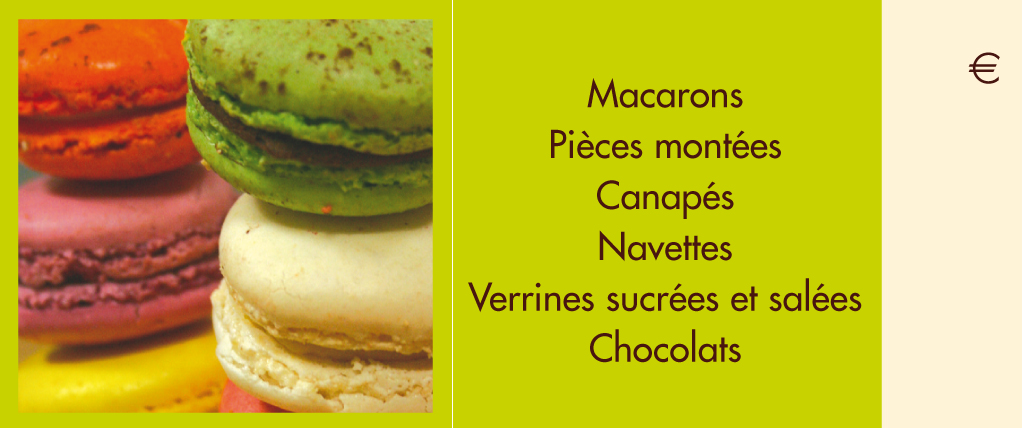 Macarons
Pièces montées
Canapés
Navettes
Verrines sucrées et salées
Chocolats
€